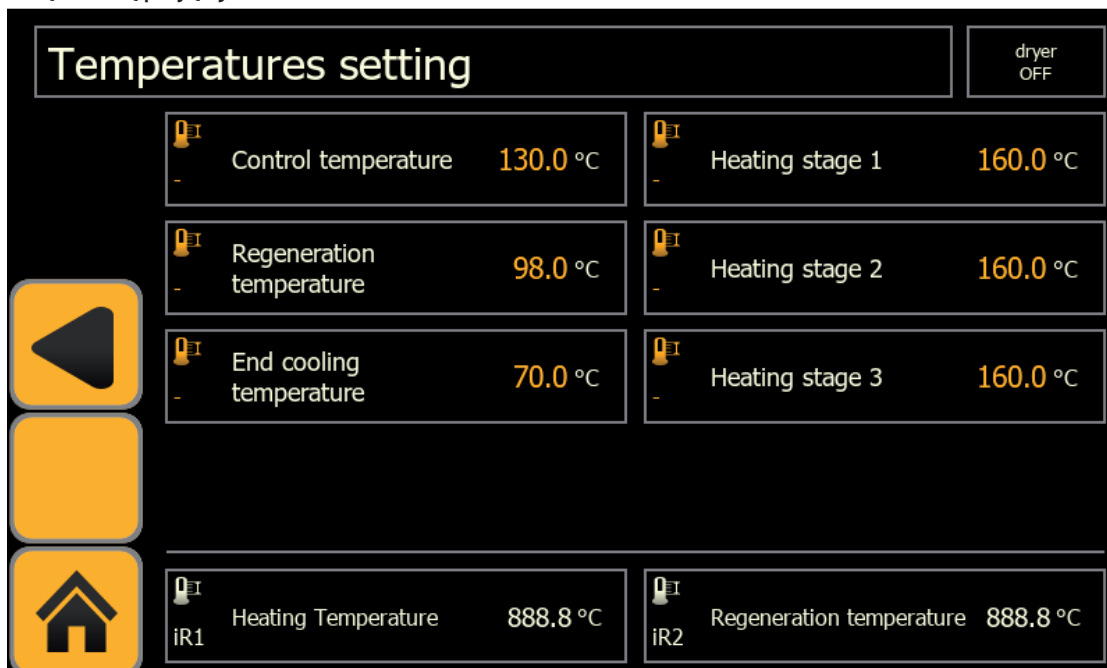 Temperatures setting
dryer
OFF
Control temperature 130.0 °C
-
Heating stage 1 160.0 °C
-
Regeneration
temperature 98.0 °C
-
Heating stage 2 160.0 °C
-
End cooling
temperature 70.0 °C
-
Heating stage 3 160.0 °C
-
Heating Temperature 888.8 °C
iR1
Regeneration temperature 888.8 °C
iR2